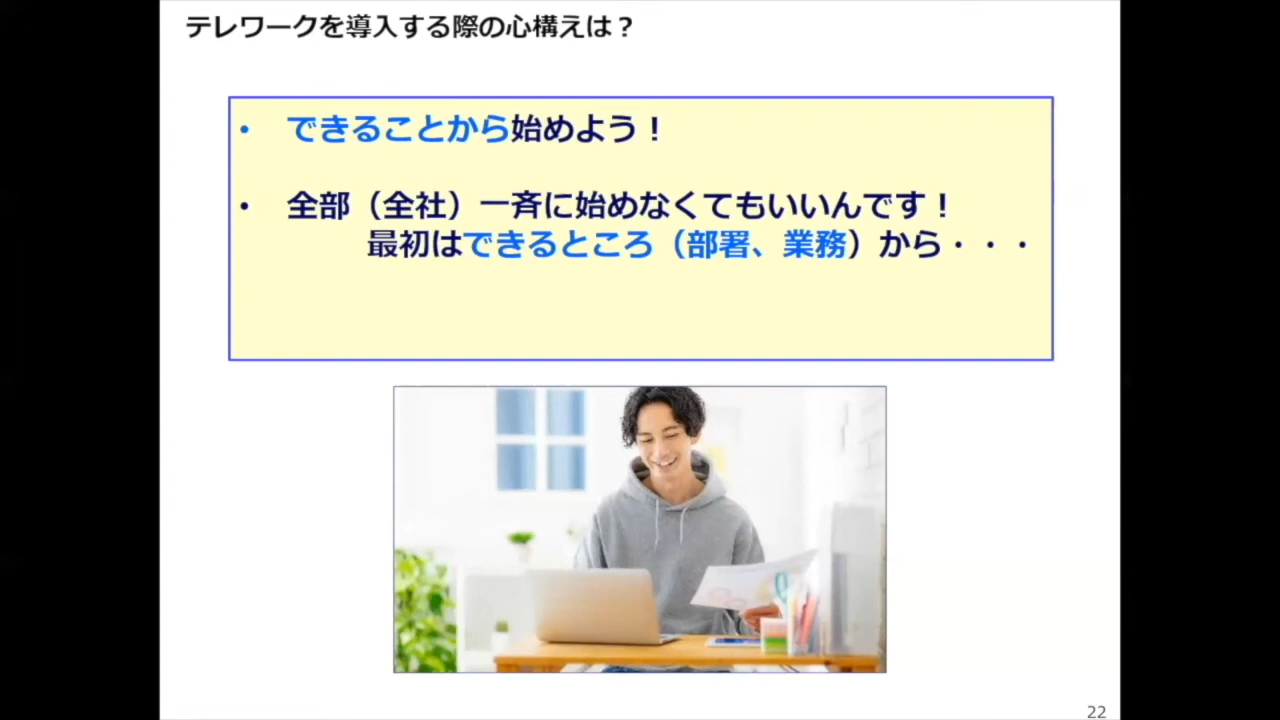 テレワークを導入する際の心構えは？
• できることから始めよう！
• 全部（全社）一斉に始めなくてもいいんです！
最初はできるところ（部署、業務）から・・・
22